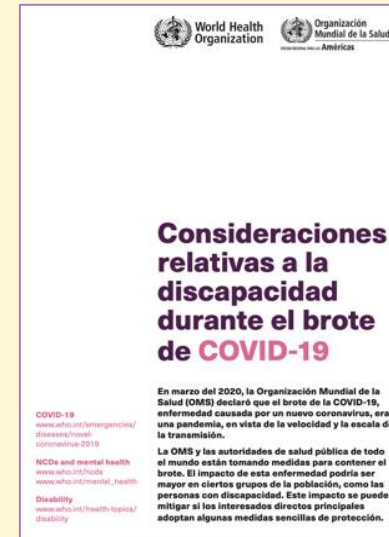 World Health
Organization
Organización
Mundial de la Salud
Américas
Consideraciones
relativas a la
discapacidad
durante el brote
de COVID-19
En marzo del 2020, la Organización Mundial de la
Salud (OMS) declaró que el brote de la COVID-19,
enfermedad causada por un nuevo coronavirus, era
una pandemia, en vista de la velocidad y la escala de
la transmisión.
La OMS y las autoridades de salud pública de todo
el mundo están tomando medidas para contener el
brote. El impacto de esta enfermedad podría ser
mayor en ciertos grupos de la población, como las
personas con discapacidad. Este impacto se puede
mitigar si los interesados directos principales
adoptan algunas medidas sencillas de protección.
COVID-19
www.who.int/emergencies/
diseases/novel-
coronavirus-2019
NCDs and mental health
www.who.int/nods
www.who.int/mental_health
Disability
www.who.int/health-topics/
disability